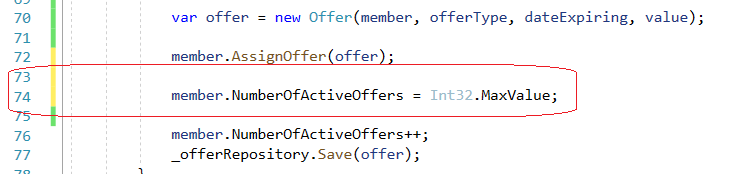 70 var offer = new Offer(member, offerType, dateExpiring, value);
71
72 member.AssignOffer(offer);
73
74 member.NumberOfActiveOffers = Int32.MaxValue;
75
76 member.NumberOfActiveOffers++;
77 _offerRepository.Save(offer);
78 }